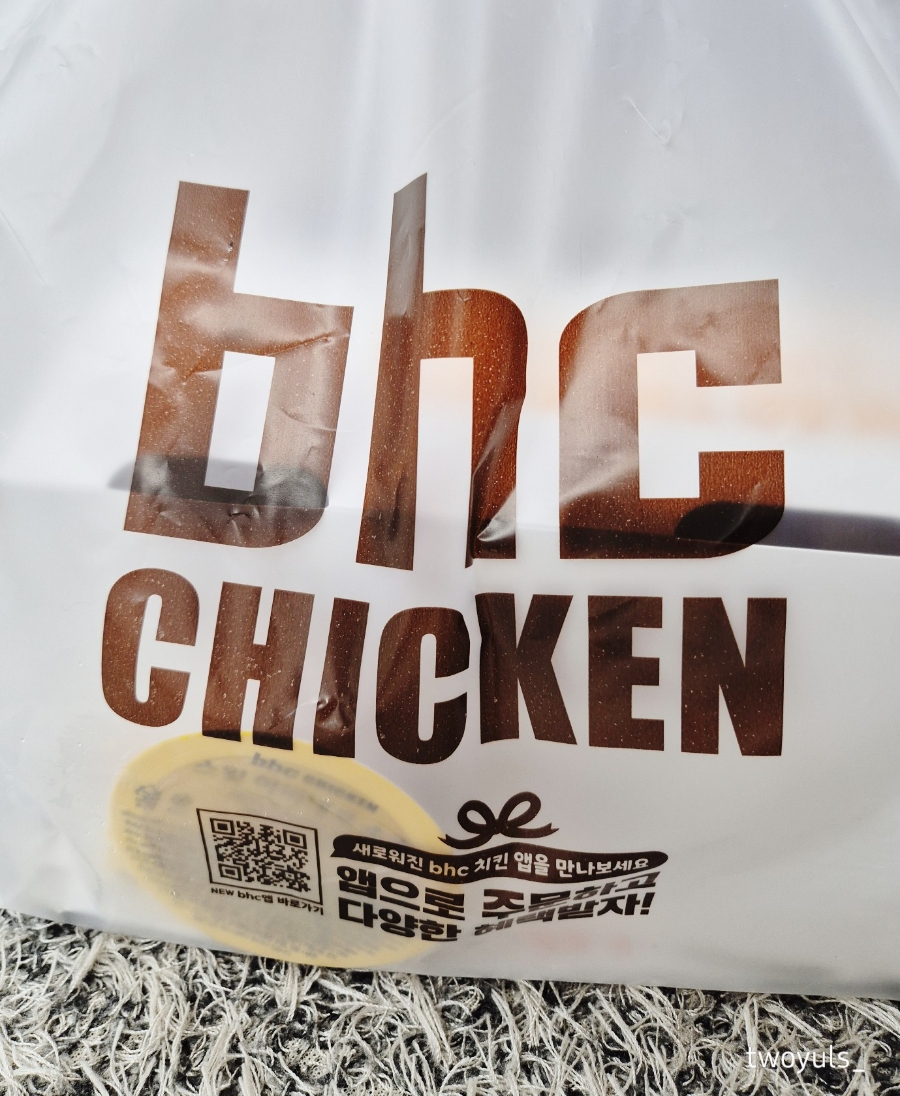 bhc
CHICKEN
bhc CHICKEN
새로워진 bhc 치킨 앱을 만나보세요
앱으로 주문하고
다양한 혜택받자!
NEW bhc앱 바로가기
twoyuls_